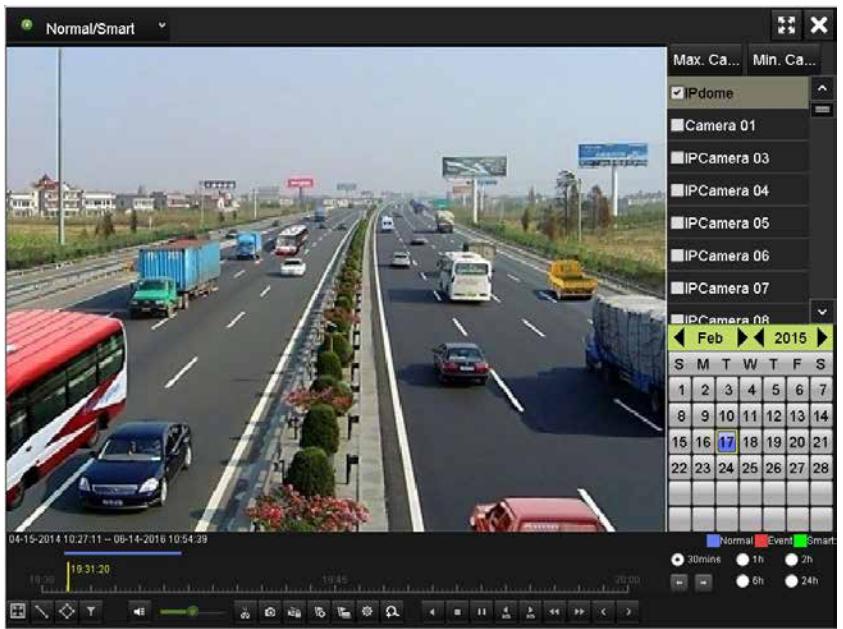 Normal/Smart
Max. Ca... Min. Ca...
IPdome
Camera 01
IPCamera 03
IPCamera 04
IPCamera 05
IPCamera 06
IPCamera 07
IPCamera 08
Feb 2015
S M T W T F S
1 2 3 4 5 6 7
8 9 10 11 12 13 14
15 16 17 18 19 20 21
22 23 24 25 26 27 28
04-15-2014 10:27:11 -- 06-14-2016 10:54:39
Normal Event Smart
19:31:20
30mins 1h 2h
19:30 19:45 20:00
6h 24h